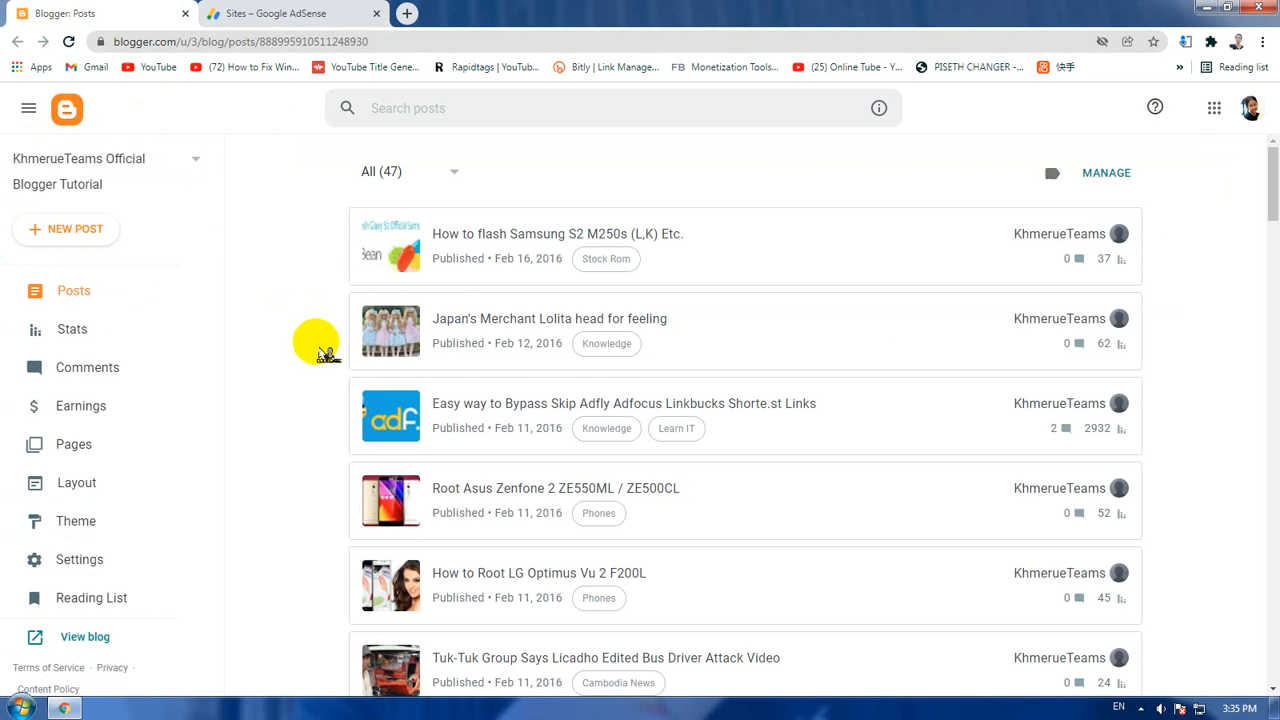 Blogger: Posts
Sites – Google AdSense
blogger.com/u/3/blog/posts/888995910511248930
Apps
Gmail
YouTube
(72) How to Fix Win...
YouTube Title Gene...
Rapidtags | YouTub...
Bitly | Link Manage...
FB Monetization Tools...
(25) Online Tube - Y...
PISETH CHANGER -...
快手
»
Reading list
Search posts
KhmerueTeams Official
Blogger Tutorial
NEW POST
Posts
Stats
Comments
Earnings
Pages
Layout
Theme
Settings
Reading List
View blog
Terms of Service · Privacy ·
Content Policy
All (47)
MANAGE
How to flash Samsung S2 M250s (L,K) Etc.
KhmerueTeams
Published • Feb 16, 2016
Stock Rom
0
37
Japan's Merchant Lolita head for feeling
KhmerueTeams
Published • Feb 12, 2016
Knowledge
0
62
adf.
Easy way to Bypass Skip Adfly Adfocus Linkbucks Shorte.st Links
KhmerueTeams
Published • Feb 11, 2016
Knowledge
Learn IT
2
2932
Root Asus Zenfone 2 ZE550ML / ZE500CL
KhmerueTeams
Published • Feb 11, 2016
Phones
0
52
How to Root LG Optimus Vu 2 F200L
KhmerueTeams
Published • Feb 11, 2016
Phones
0
45
Tuk-Tuk Group Says Licadho Edited Bus Driver Attack Video
KhmerueTeams
Published • Feb 11, 2016
Cambodia News
0
24
EN
3:35 PM